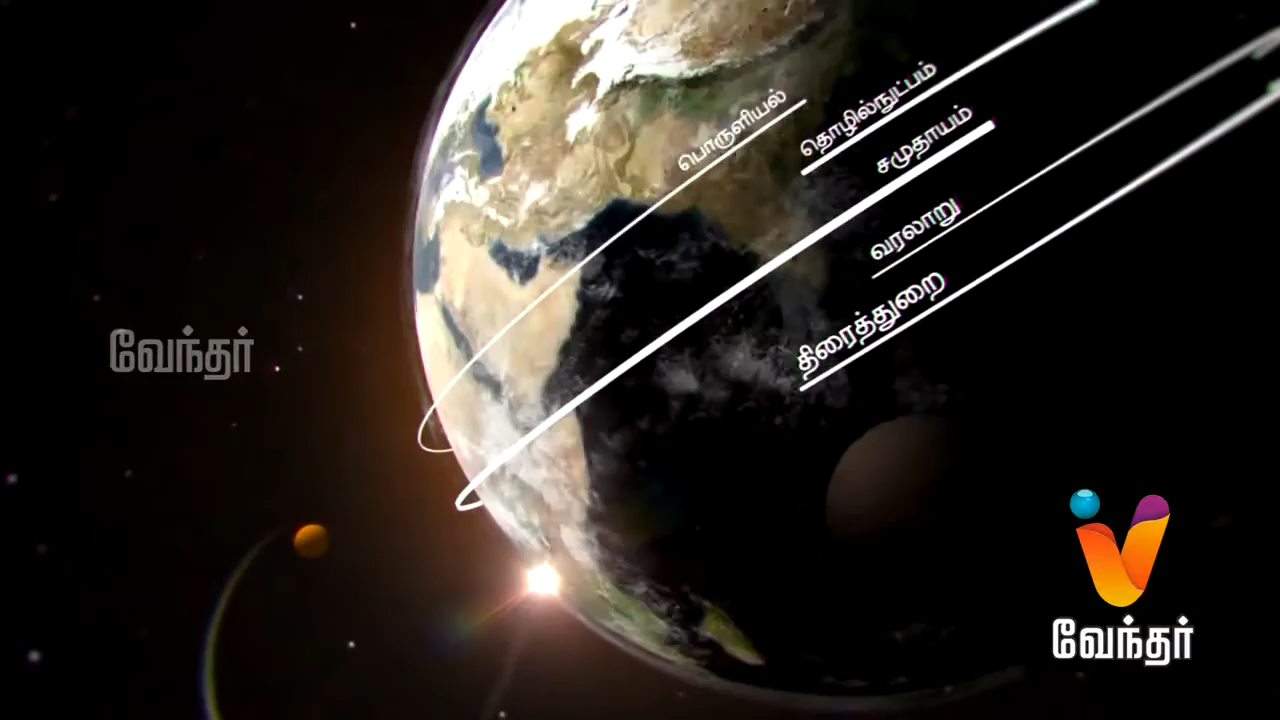 பொருளியல்
தொழில்நுட்பம்
சமுதாயம்
வரலாறு
திரைத்துறை
வேந்தர்
வேந்தர்